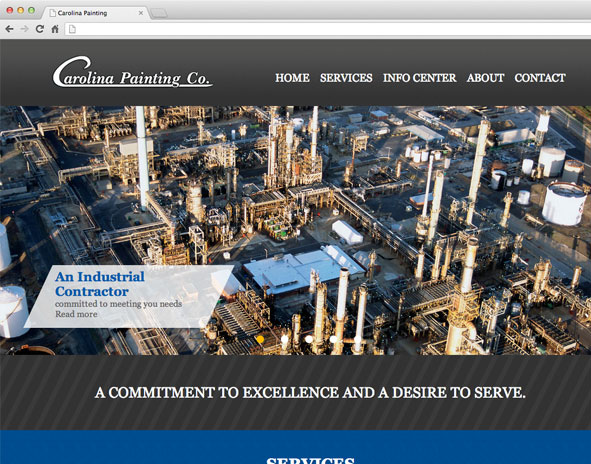 Carolina Painting
Carolina Painting Co.
HOME SERVICES INFO CENTER ABOUT CONTACT
An Industrial
Contractor
committed to meeting you needs
Read more
A COMMITMENT TO EXCELLENCE AND A DESIRE TO SERVE.
SERVICES